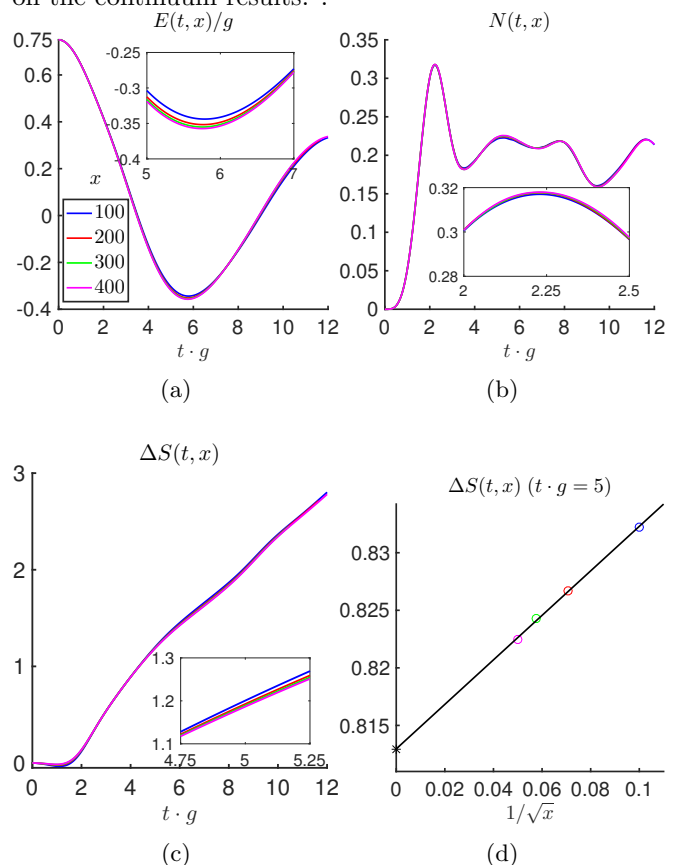 on the continuum results. .
E(t, x)/g
0.75
0.4
0
-0.2
-0.4
0 2 4 6 8 10 12
t · g
x
100
200
300
400
-0.25
-0.3
-0.35
-0.4
5 6 7
(a)
N(t, x)
0.35
0.3
0.25
0.2
0.15
0.1
0.05
0
0 2 4 6 8 10 12
t · g
0.32
0.3
0.28
2 2.25 2.5
(b)
ΔS(t, x)
3
2
1
0
0 2 4 6 8 10 12
t · g
1.3
1.2
1.1
4.75 5 5.25
(c)
ΔS(t, x) (t · g = 5)
0.83
0.825
0.82
0.815
0 0.02 0.04 0.06 0.08 0.1
1/√x
(d)